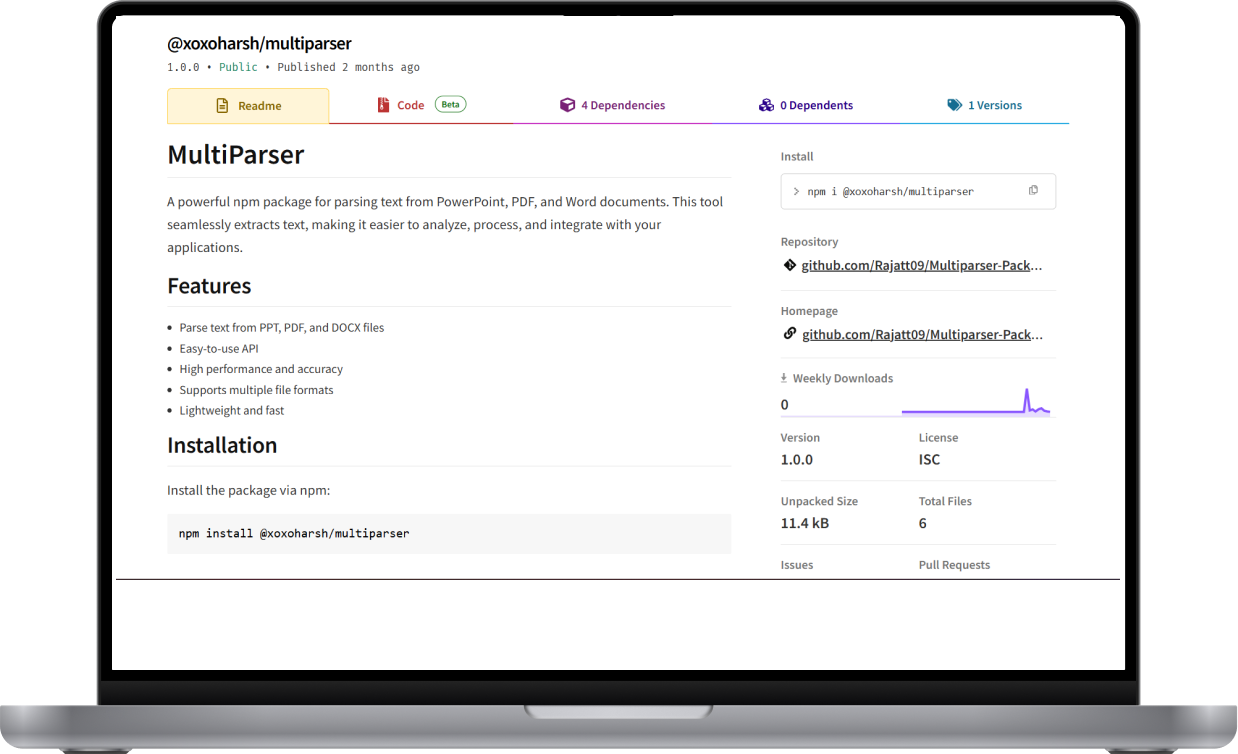 @xoxoharsh/multiparser
1.0.0 • Public • Published 2 months ago
Readme
Code Beta
4 Dependencies
0 Dependents
1 Versions
MultiParser
A powerful npm package for parsing text from PowerPoint, PDF, and Word documents. This tool
seamlessly extracts text, making it easier to analyze, process, and integrate with your
applications.
Features
• Parse text from PPT, PDF, and DOCX files
• Easy-to-use API
• High performance and accuracy
• Supports multiple file formats
• Lightweight and fast
Installation
Install the package via npm:
npm install @xoxoharsh/multiparser
Install
> npm i @xoxoharsh/multiparser
Repository
github.com/Rajatt09/Multiparser-Pack...
Homepage
github.com/Rajatt09/Multiparser-Pack...
Weekly Downloads
0
Version
1.0.0
License
ISC
Unpacked Size
11.4 kB
Total Files
6
Issues
Pull Requests